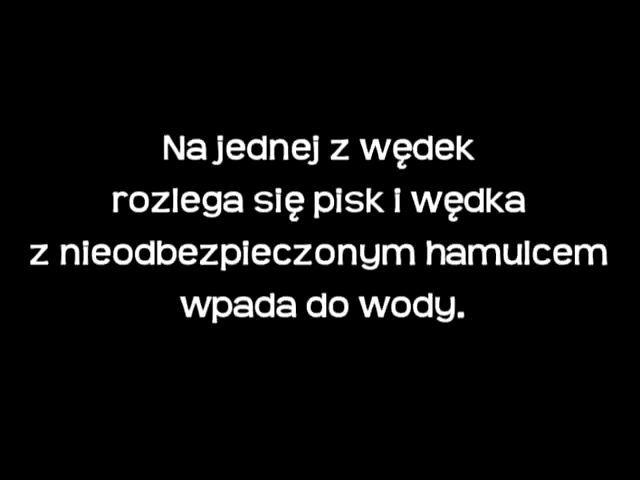 Na jednej z wędek
rozlega się pisk i wędka
z nieodbezpieczonym hamulcem
wpada do wody.